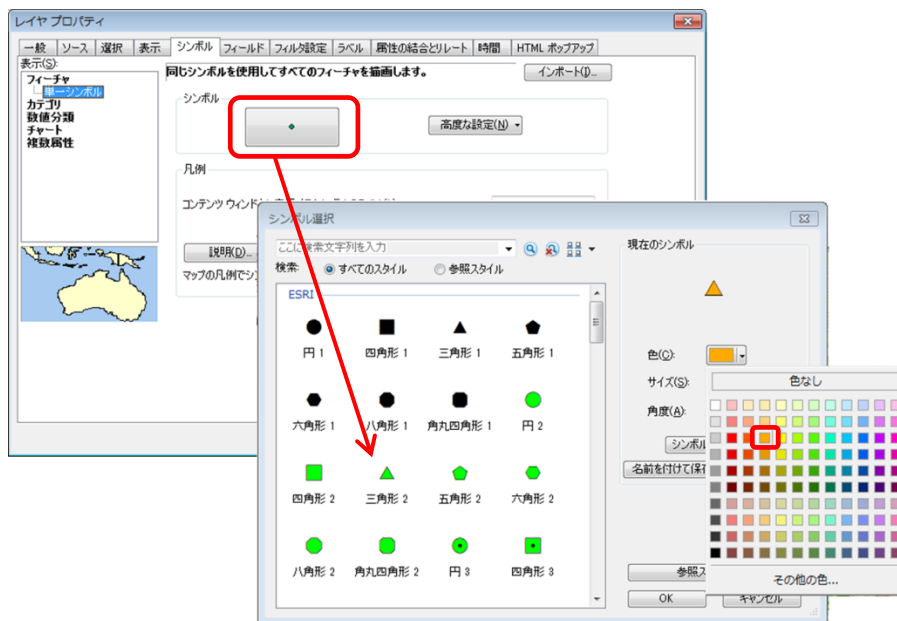 レイヤ プロパティ
一般 ソース 選択 表示 シンボル フィールド フィルタ設定 ラベル 属性の結合とリレート 時間 HTML ポップアップ
表示(S):
フィーチャ
単一シンボル
カテゴリ
数値分類
チャート
複数属性
同じシンボルを使用してすべてのフィーチャを描画します。
インポート(I)...
シンボル
高度な設定(N)
凡例
コンテンツ ウィンド
説明(D)...
マップの凡例でシ
シンボル選択
ここに検索文字列を入力
検索:
すべてのスタイル
参照スタイル
ESRI
円 1
四角形 1
三角形 1
五角形 1
六角形 1
八角形 1
角丸四角形 1
円 2
四角形 2
三角形 2
五角形 2
六角形 2
八角形 2
角丸四角形 2
円 3
四角形 3
現在のシンボル
色(C):
サイズ(S):
角度(A):
シンボル
名前を付けて保存
参照ス
OK
キャンセル
色なし
その他の色...